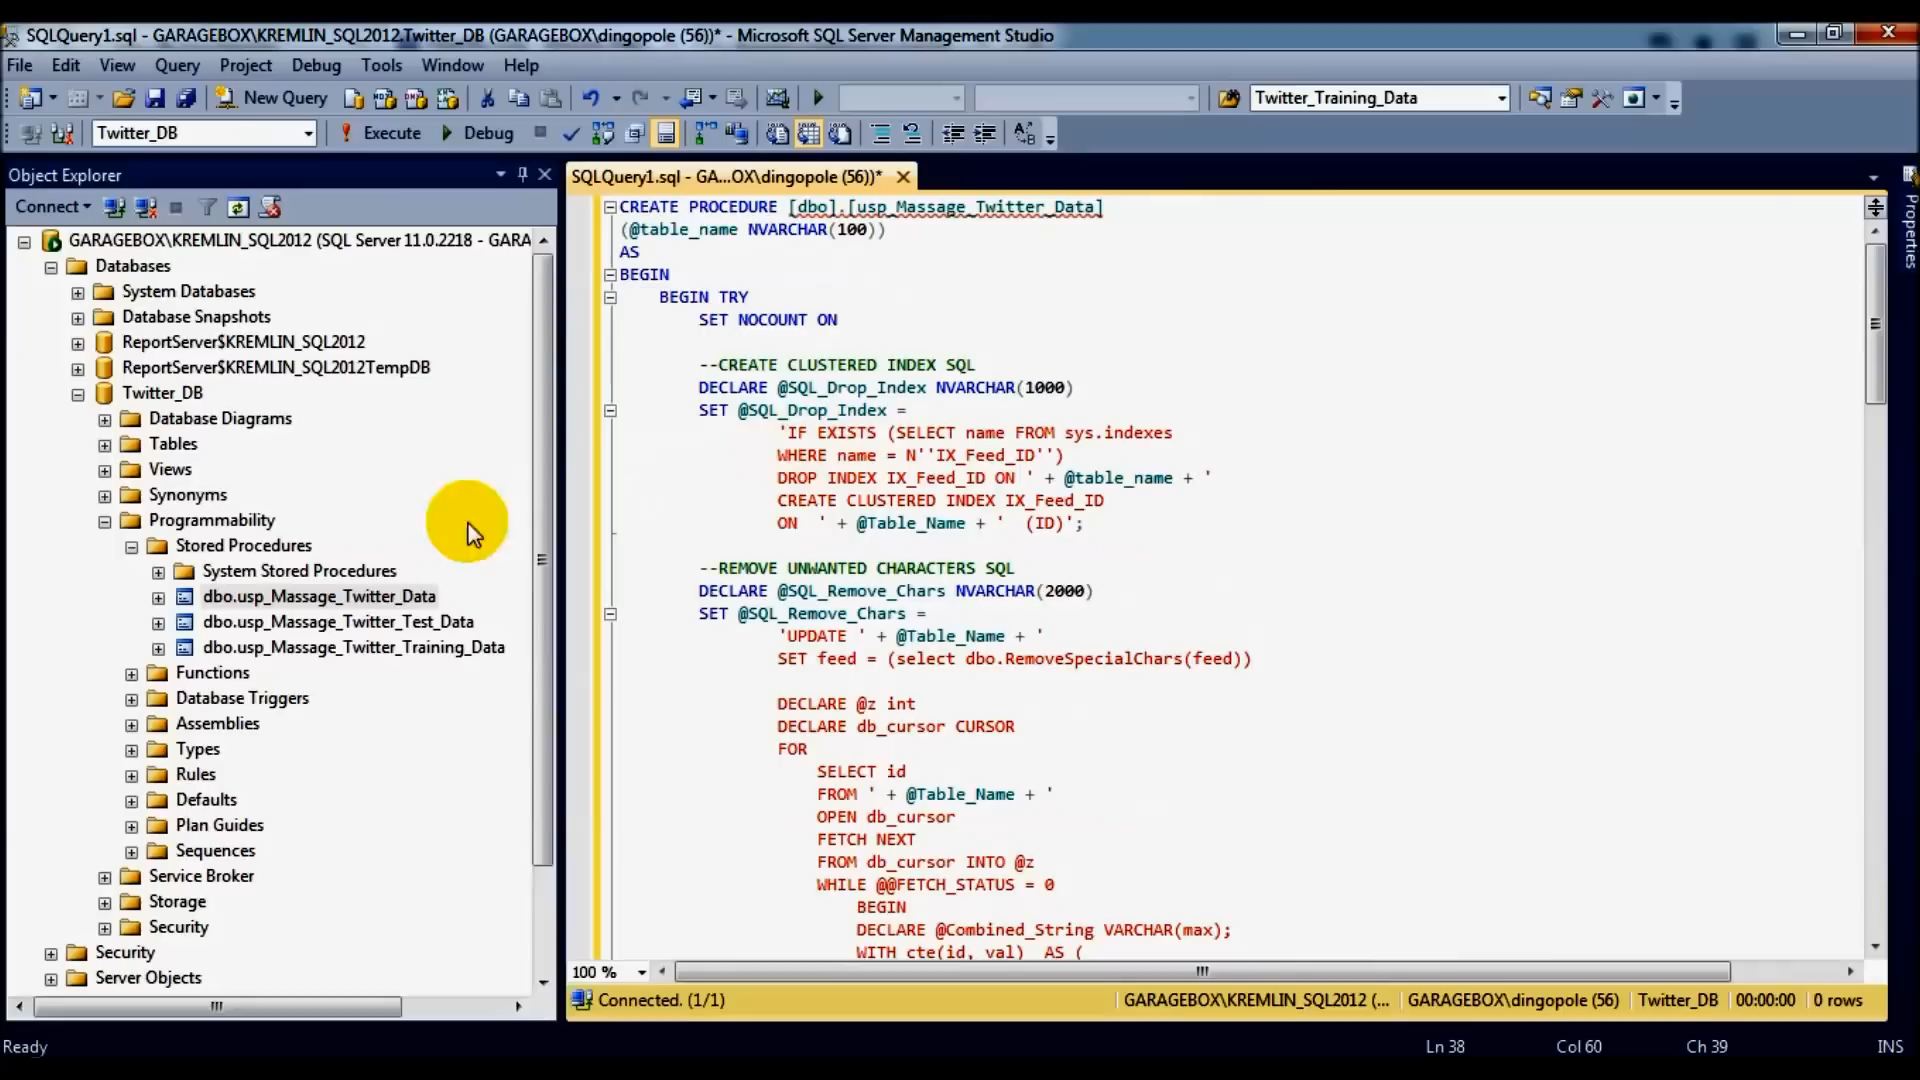 SQLQuery1.sql - GARAGEBOX\KREMLIN_SQL2012.Twitter_DB (GARAGEBOX\dingopole (56))* - Microsoft SQL Server Management Studio
File Edit View Query Project Debug Tools Window Help
New Query Twitter_Training_Data
Twitter_DB Execute Debug
Object Explorer
Connect
GARAGEBOX\KREMLIN_SQL2012 (SQL Server 11.0.2218 - GARA
Databases
System Databases
Database Snapshots
ReportServer$KREMLIN_SQL2012
ReportServer$KREMLIN_SQL2012TempDB
Twitter_DB
Database Diagrams
Tables
Views
Synonyms
Programmability
Stored Procedures
System Stored Procedures
dbo.usp_Massage_Twitter_Data
dbo.usp_Massage_Twitter_Test_Data
dbo.usp_Massage_Twitter_Training_Data
Functions
Database Triggers
Assemblies
Types
Rules
Defaults
Plan Guides
Sequences
Service Broker
Storage
Security
Security
Server Objects
SQLQuery1.sql - GA...OX\dingopole (56))*
CREATE PROCEDURE [dbo].[usp_Massage_Twitter_Data]
(@table_name NVARCHAR(100))
AS
BEGIN
BEGIN TRY
SET NOCOUNT ON
--CREATE CLUSTERED INDEX SQL
DECLARE @SQL_Drop_Index NVARCHAR(1000)
SET @SQL_Drop_Index =
'IF EXISTS (SELECT name FROM sys.indexes
WHERE name = N''IX_Feed_ID'')
DROP INDEX IX_Feed_ID ON ' + @table_name + '
CREATE CLUSTERED INDEX IX_Feed_ID
ON ' + @Table_Name + ' (ID)';
--REMOVE UNWANTED CHARACTERS SQL
DECLARE @SQL_Remove_Chars NVARCHAR(2000)
SET @SQL_Remove_Chars =
'UPDATE ' + @Table_Name + '
SET feed = (select dbo.RemoveSpecialChars(feed))
DECLARE @z int
DECLARE db_cursor CURSOR
FOR
SELECT id
FROM ' + @Table_Name + '
OPEN db_cursor
FETCH NEXT
FROM db_cursor INTO @z
WHILE @@FETCH_STATUS = 0
BEGIN
DECLARE @Combined_String VARCHAR(max);
WITH cte(id, val) AS (
100 %
Connected. (1/1) GARAGEBOX\KREMLIN_SQL2012 (... GARAGEBOX\dingopole (56) Twitter_DB 00:00:00 0 rows
Properties
Ready Ln 38 Col 60 Ch 39 INS